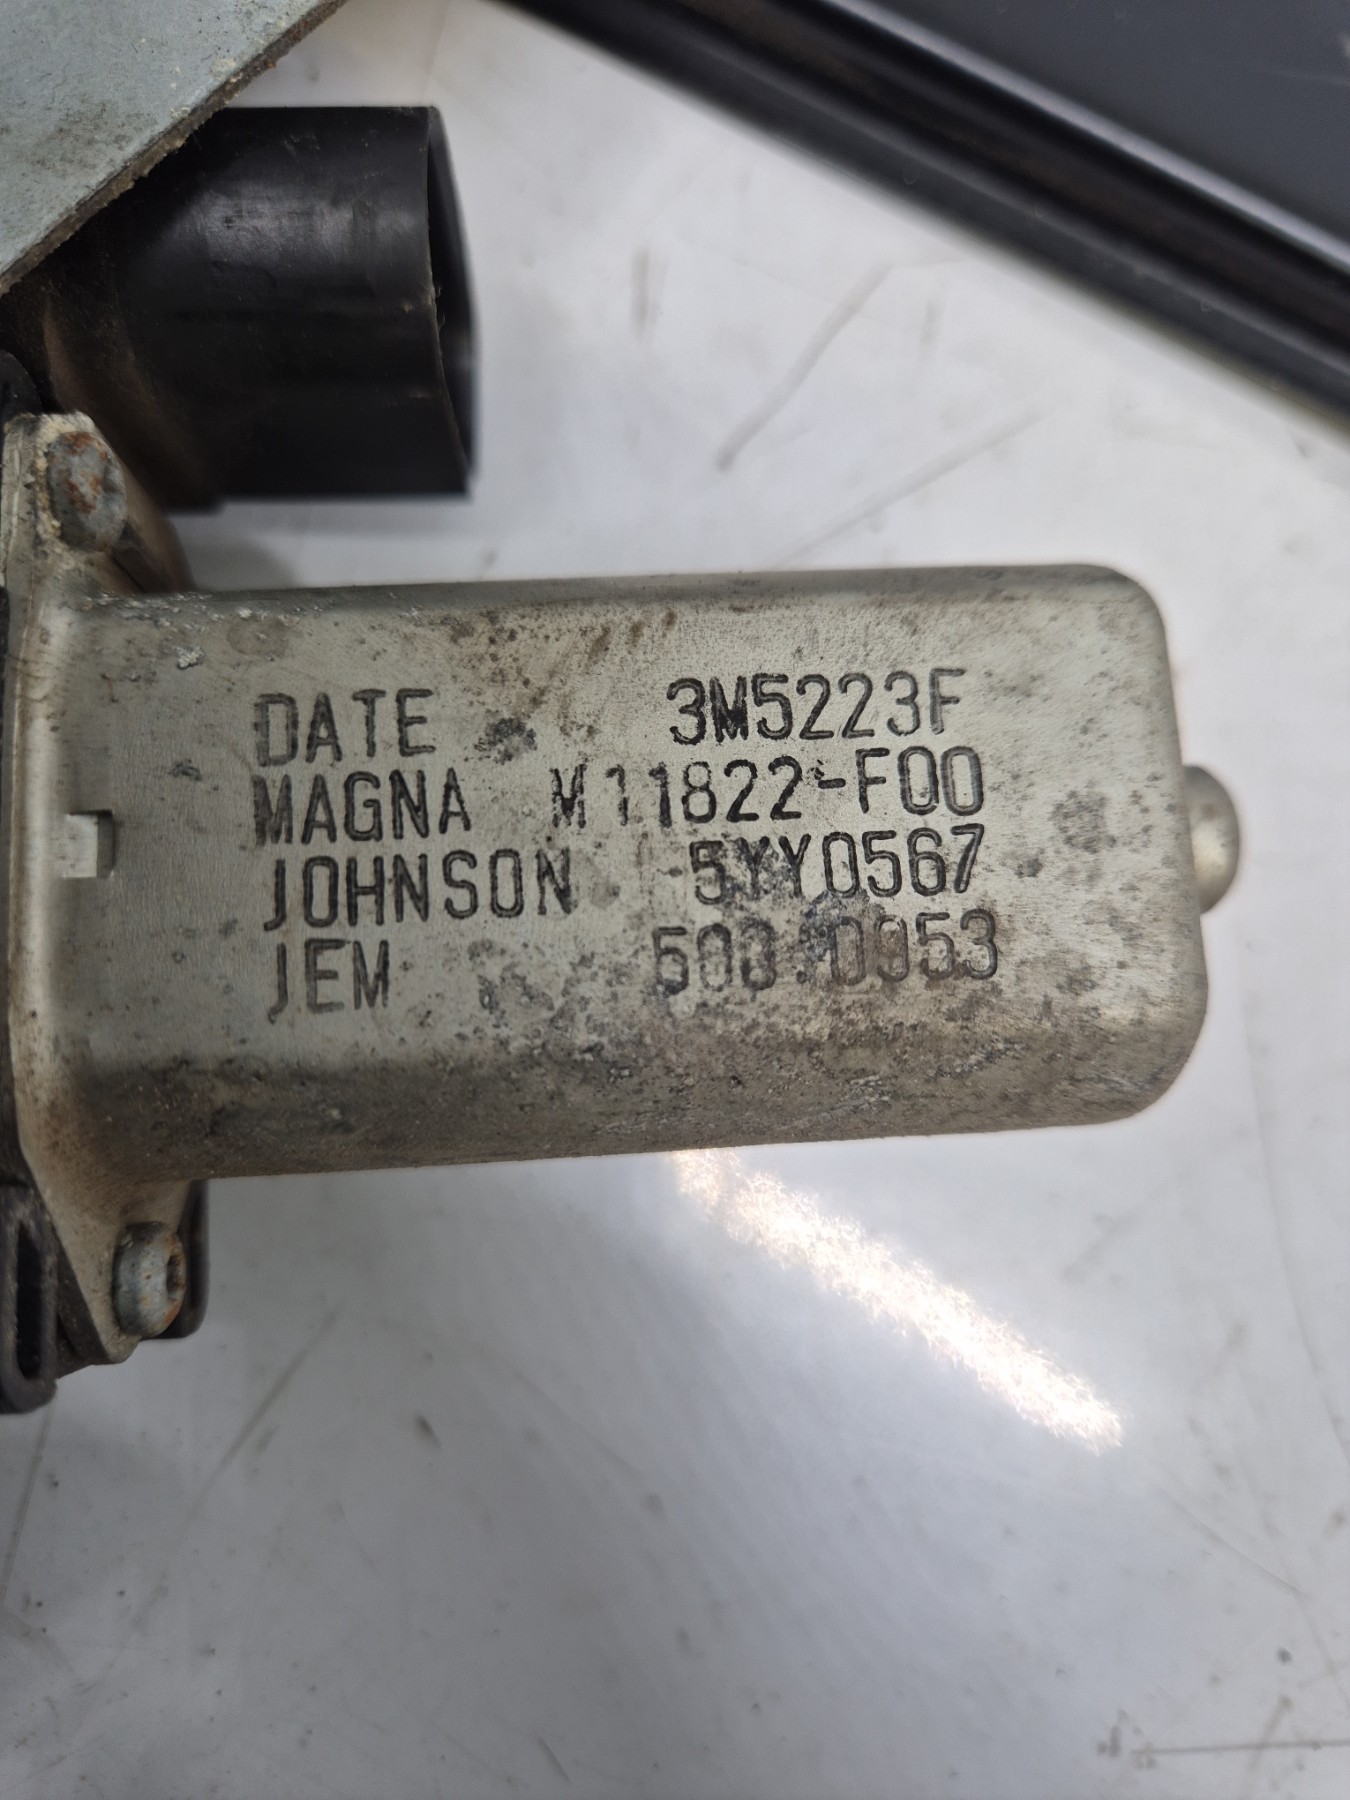 DATE 3M5223F
MAGNA M11822-F00
JOHNSON 5YY0567
JEM